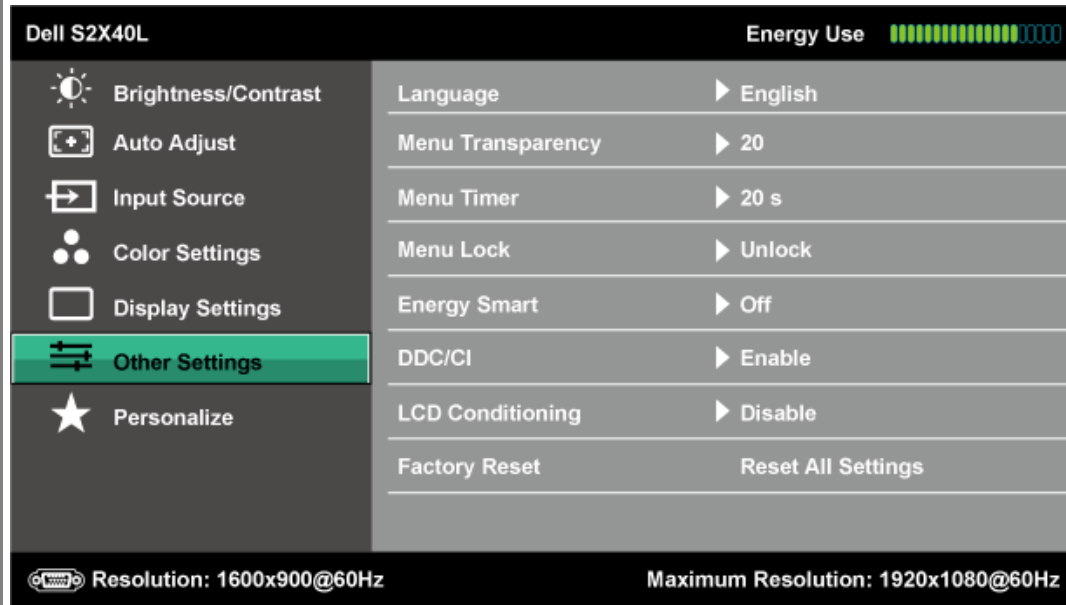 Dell S2X40L Energy Use
Brightness/Contrast
Auto Adjust
Input Source
Color Settings
Display Settings
Other Settings
Personalize
Language English
Menu Transparency 20
Menu Timer 20 s
Menu Lock Unlock
Energy Smart Off
DDC/CI Enable
LCD Conditioning Disable
Factory Reset Reset All Settings
Resolution: 1600x900@60Hz Maximum Resolution: 1920x1080@60Hz